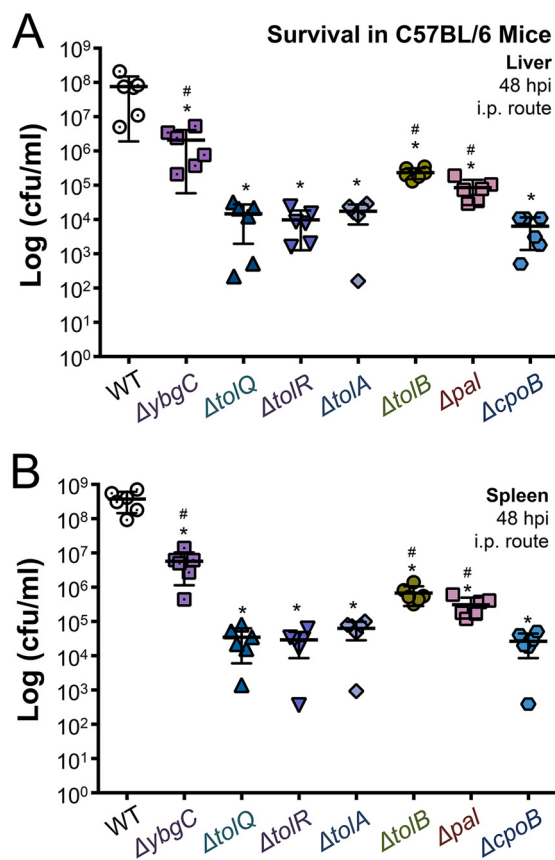 A
Survival in C57BL/6 Mice
Liver
48 hpi
i.p. route
Log (cfu/ml)
10⁹
10⁸
10⁷
10⁶
10⁵
10⁴
10³
10²
10¹
10⁰
#
*
*
*
*
#
*
#
*
*
WT
ΔybgC
ΔtolQ
ΔtolR
ΔtolA
ΔtolB
Δpal
ΔcpoB
B
Spleen
48 hpi
i.p. route
Log (cfu/ml)
10⁹
10⁸
10⁷
10⁶
10⁵
10⁴
10³
10²
10¹
10⁰
#
*
*
*
*
#
*
#
*
*
WT
ΔybgC
ΔtolQ
ΔtolR
ΔtolA
ΔtolB
Δpal
ΔcpoB